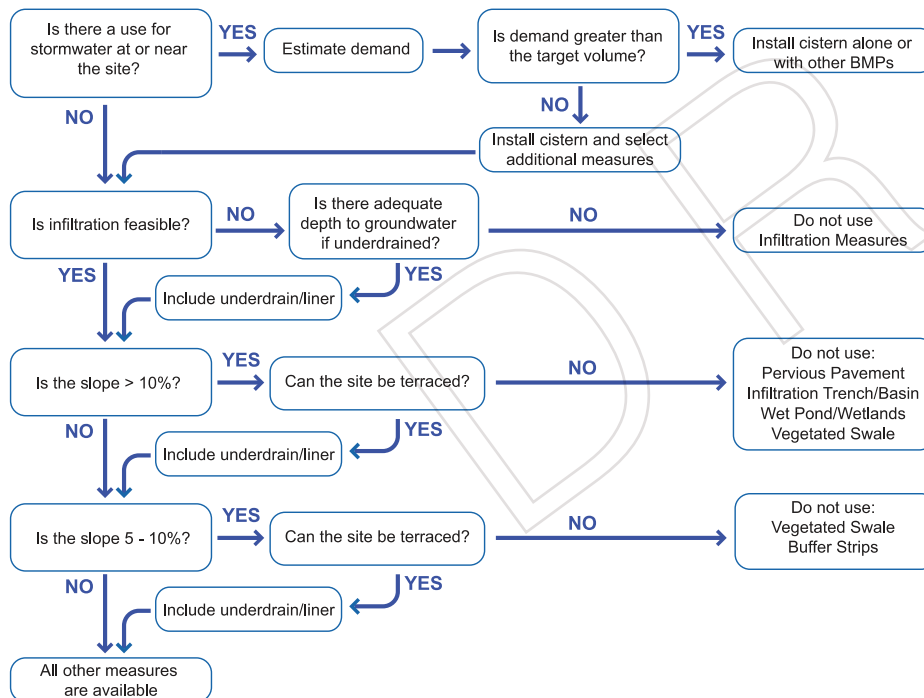 Is there a use for
stormwater at or near
the site?
YES
Estimate demand
Is demand greater than
the target volume?
YES
Install cistern alone or
with other BMPs
NO
NO
Install cistern and select
additional measures
Is infiltration feasible?
NO
Is there adequate
depth to groundwater
if underdrained?
NO
Do not use
Infiltration Measures
YES
YES
Include underdrain/liner
Is the slope > 10%?
YES
Can the site be terraced?
NO
Do not use:
Pervious Pavement
Infiltration Trench/Basin
Wet Pond/Wetlands
Vegetated Swale
NO
YES
Include underdrain/liner
Is the slope 5 - 10%?
YES
Can the site be terraced?
NO
Do not use:
Vegetated Swale
Buffer Strips
NO
YES
Include underdrain/liner
All other measures
are available
D R